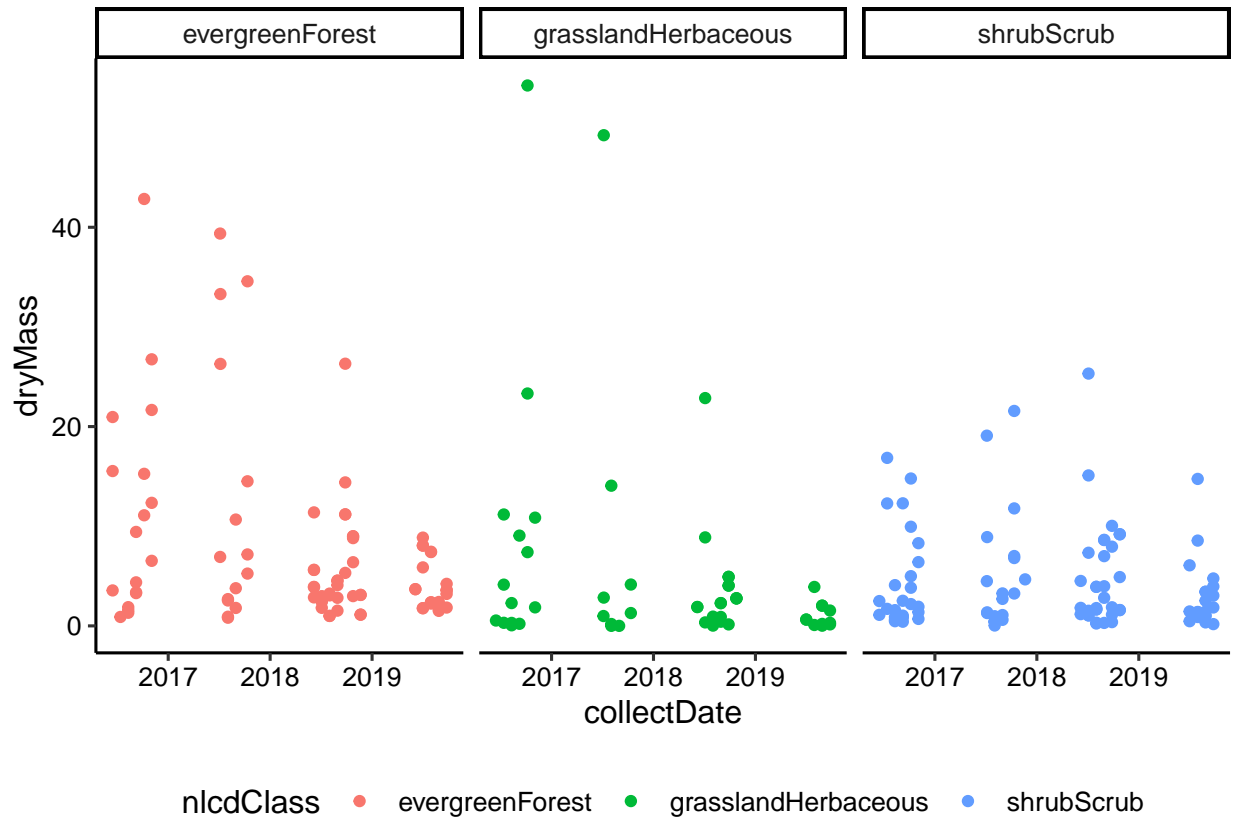 evergreenForest grasslandHerbaceous shrubScrub
40
20
0
dryMass
2017 2018 2019 2017 2018 2019 2017 2018 2019
collectDate
nlcdClass evergreenForest grasslandHerbaceous shrubScrub